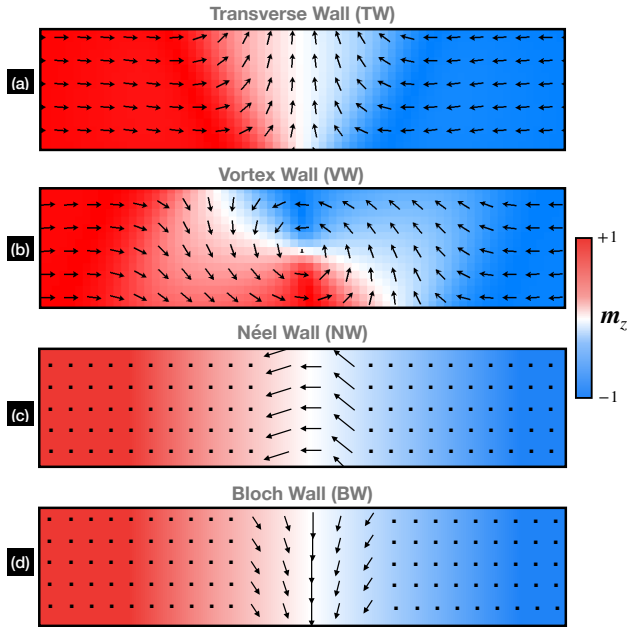 Transverse Wall (TW)
(a)
Vortex Wall (VW)
(b)
+1
m_z
−1
Néel Wall (NW)
(c)
Bloch Wall (BW)
(d)